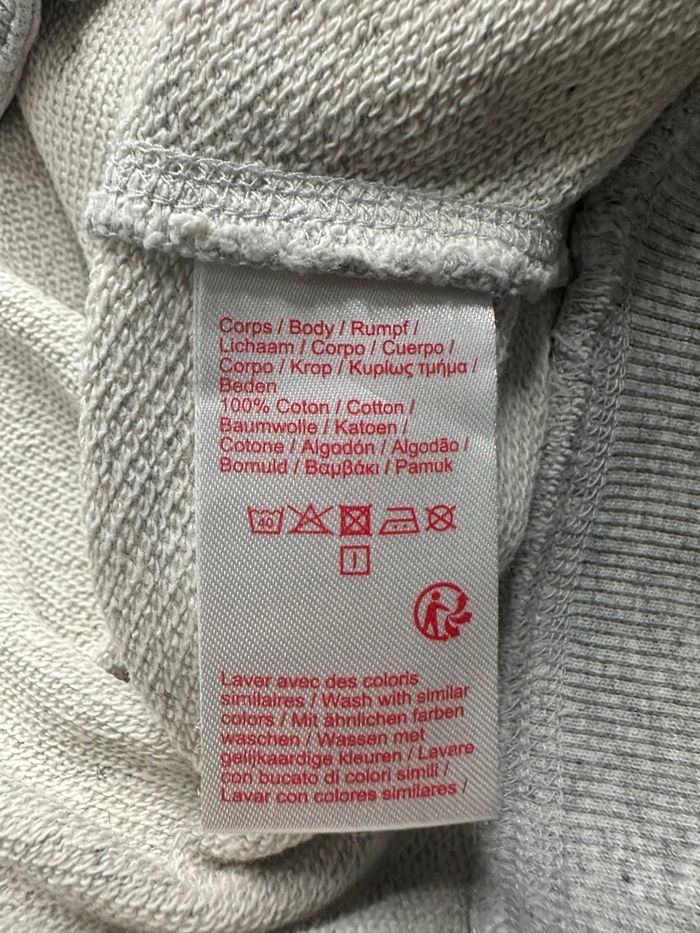 Corps / Body / Rumpf /
Lichaam / Corpo / Cuerpo /
Corpo / Krop / Κυρίως τμήμα /
Beden
100% Coton / Cotton /
Baumwolle / Katoen /
Cotone / Algodón / Algodão /
Bomuld / Βαμβάκι / Pamuk
40
Laver avec des coloris
similaires / Wash with similar
colors / Mit ähnlichen farben
waschen / Wassen met
gelijkaardige kleuren / Lavare
con bucato di colori simili /
Lavar con colores similares /